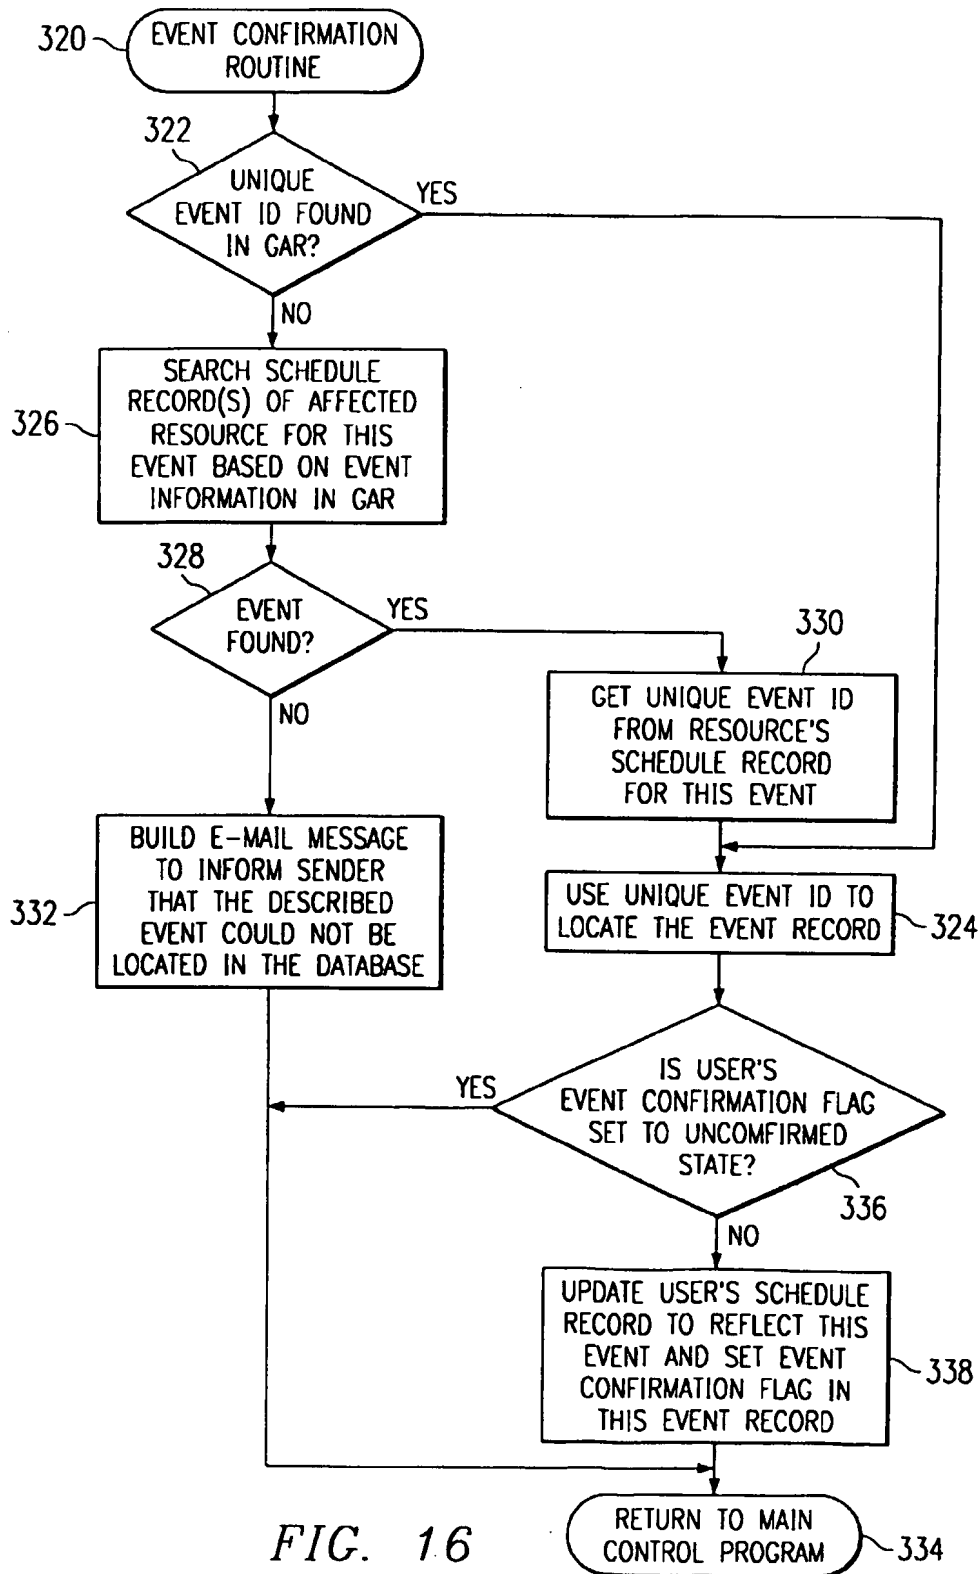 320
EVENT CONFIRMATION
ROUTINE
322
UNIQUE
EVENT ID FOUND
IN GAR?
YES
NO
326
SEARCH SCHEDULE
RECORD(S) OF AFFECTED
RESOURCE FOR THIS
EVENT BASED ON EVENT
INFORMATION IN GAR
328
EVENT
FOUND?
YES
NO
330
GET UNIQUE EVENT ID
FROM RESOURCE'S
SCHEDULE RECORD
FOR THIS EVENT
332
BUILD E-MAIL MESSAGE
TO INFORM SENDER
THAT THE DESCRIBED
EVENT COULD NOT BE
LOCATED IN THE DATABASE
USE UNIQUE EVENT ID TO
LOCATE THE EVENT RECORD
324
IS USER'S
EVENT CONFIRMATION FLAG
SET TO UNCOMFIRMED
STATE?
YES
336
NO
UPDATE USER'S SCHEDULE
RECORD TO REFLECT THIS
EVENT AND SET EVENT
CONFIRMATION FLAG IN
THIS EVENT RECORD
338
RETURN TO MAIN
CONTROL PROGRAM
334
FIG. 16